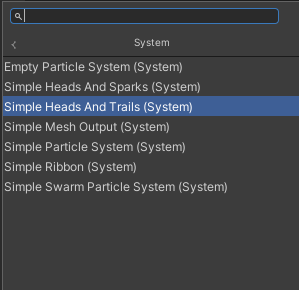 System
Empty Particle System (System)
Simple Heads And Sparks (System)
Simple Heads And Trails (System)
Simple Mesh Output (System)
Simple Particle System (System)
Simple Ribbon (System)
Simple Swarm Particle System (System)